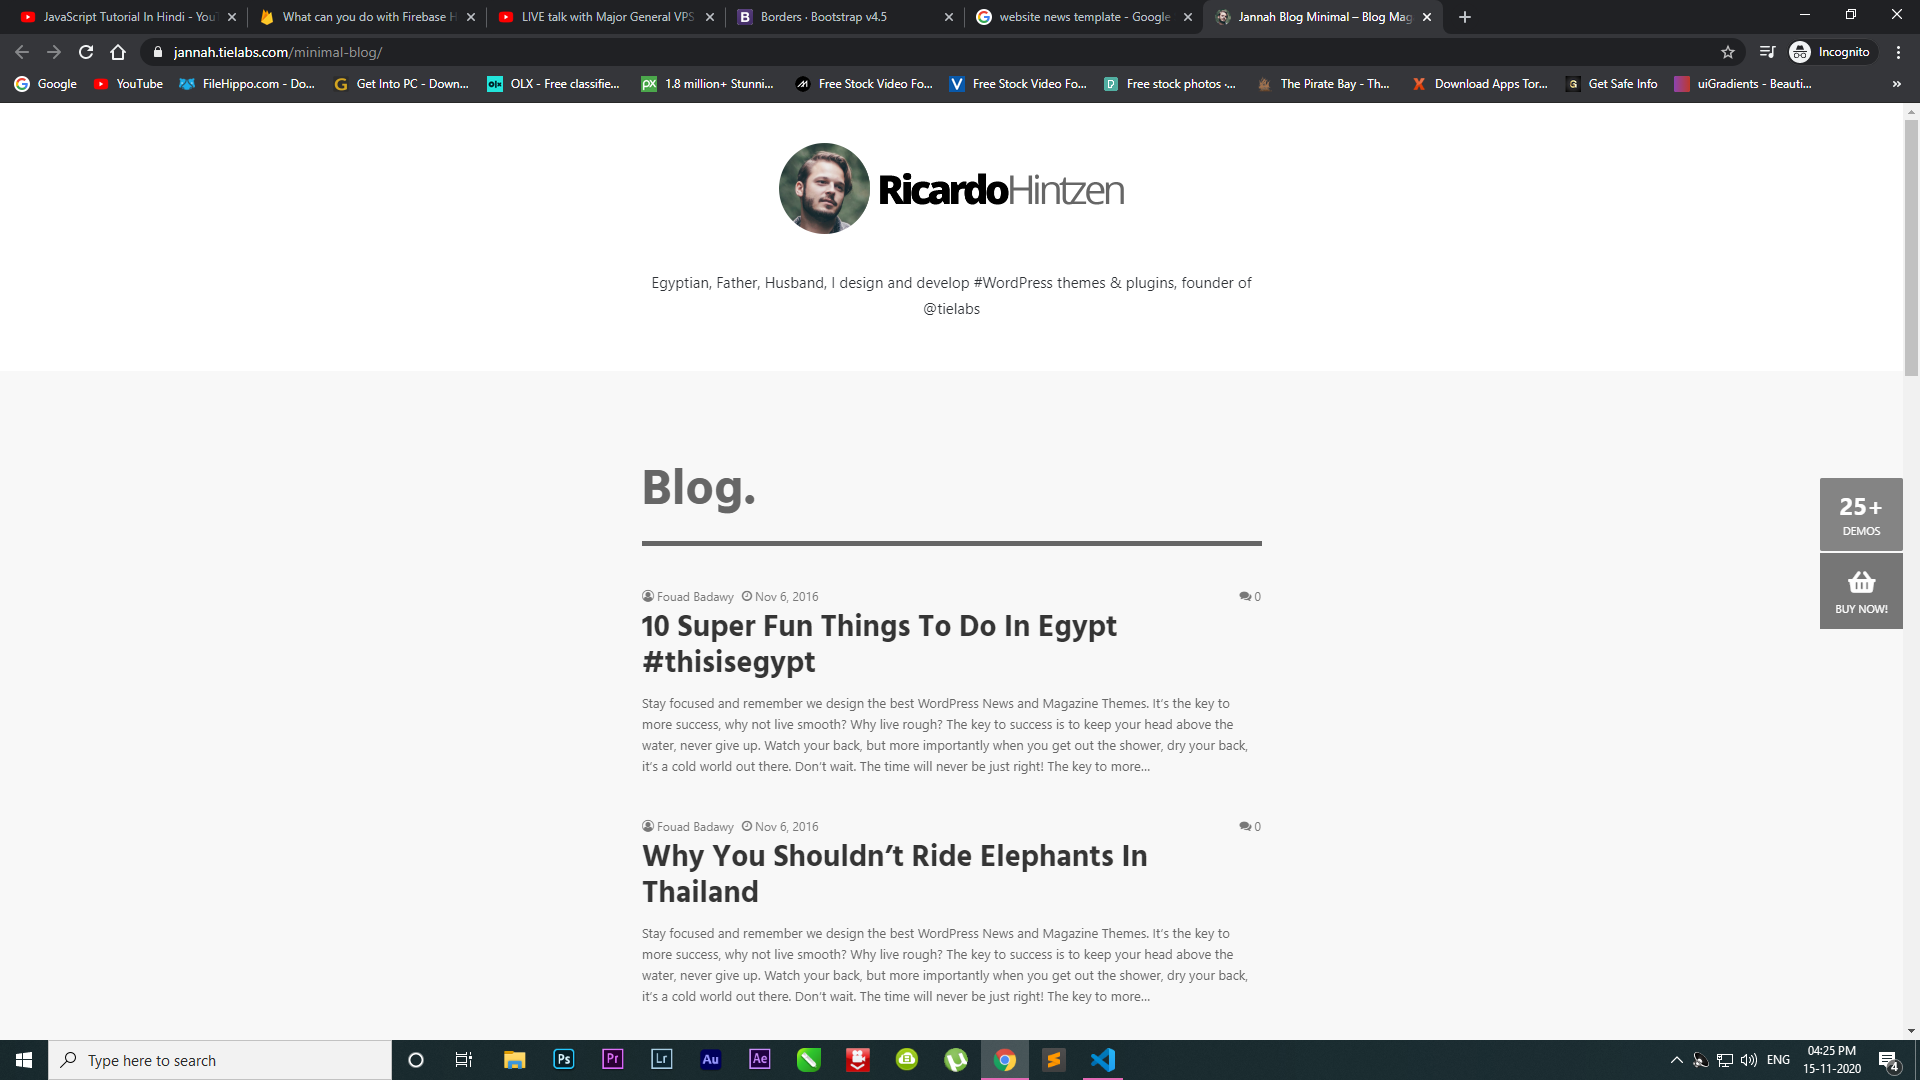 JavaScript Tutorial In Hindi - You
What can you do with Firebase H
LIVE talk with Major General VPS
Borders · Bootstrap v4.5
website news template - Google
Jannah Blog Minimal – Blog Mag
jannah.tielabs.com/minimal-blog/
Incognito
Google
YouTube
FileHippo.com - Do...
Get Into PC - Down...
OLX - Free classifie...
1.8 million+ Stunni...
Free Stock Video Fo...
Free Stock Video Fo...
Free stock photos ·...
The Pirate Bay - Th...
Download Apps Tor...
Get Safe Info
uiGradients - Beauti...
»
RicardoHintzen
Egyptian, Father, Husband, I design and develop #WordPress themes & plugins, founder of
@tielabs
Blog.
25+
DEMOS
BUY NOW!
Fouad Badawy Nov 6, 2016 0
10 Super Fun Things To Do In Egypt
#thisisegypt
Stay focused and remember we design the best WordPress News and Magazine Themes. It's the key to
more success, why not live smooth? Why live rough? The key to success is to keep your head above the
water, never give up. Watch your back, but more importantly when you get out the shower, dry your back,
it's a cold world out there. Don't wait. The time will never be just right! The key to more...
Fouad Badawy Nov 6, 2016 0
Why You Shouldn't Ride Elephants In
Thailand
Stay focused and remember we design the best WordPress News and Magazine Themes. It's the key to
more success, why not live smooth? Why live rough? The key to success is to keep your head above the
water, never give up. Watch your back, but more importantly when you get out the shower, dry your back,
it's a cold world out there. Don't wait. The time will never be just right! The key to more...
Type here to search
Ps
Pr
Lr
Au
Ae
ENG
04:25 PM
15-11-2020
4